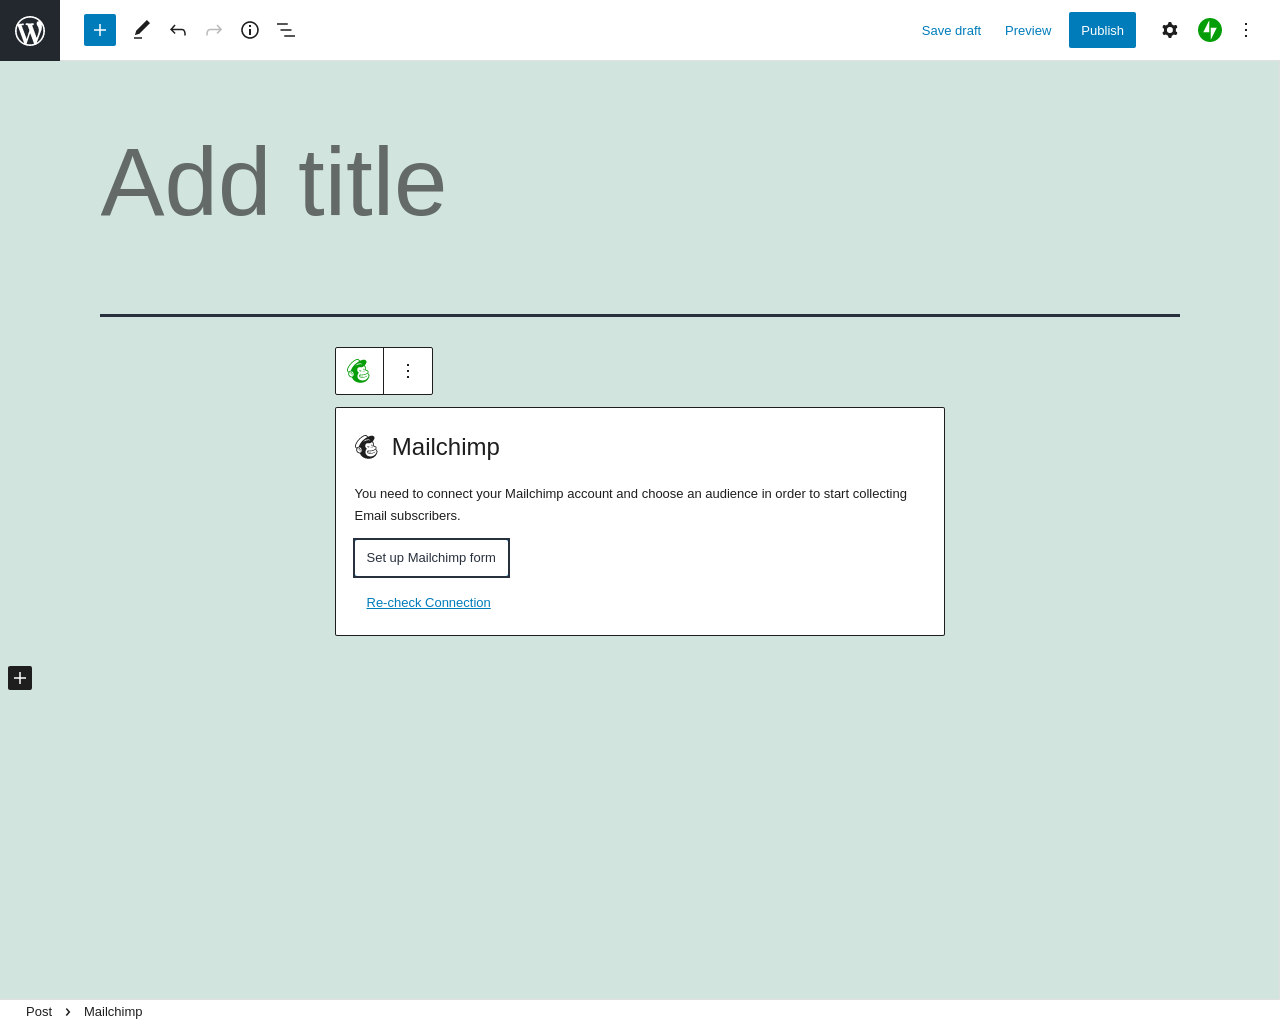 Save draft Preview Publish
Add title
Mailchimp
You need to connect your Mailchimp account and choose an audience in order to start collecting
Email subscribers.
Set up Mailchimp form
Re-check Connection
Post Mailchimp